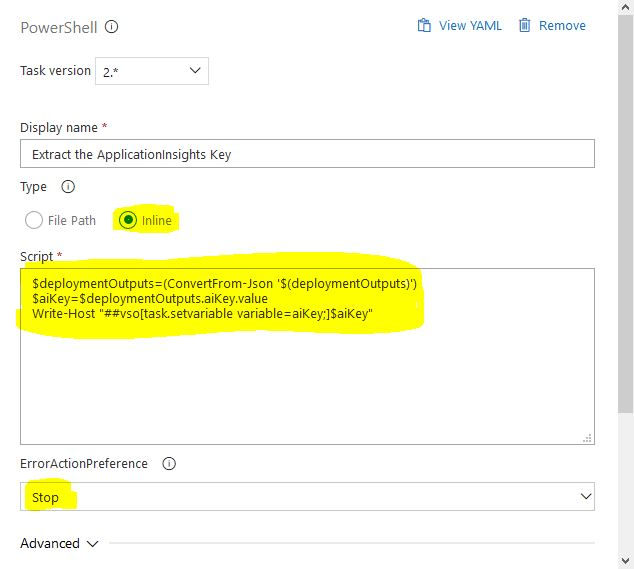 PowerShell
View YAML
Remove
Task version 2.*
Display name *
Extract the ApplicationInsights Key
Type
File Path
Inline
Script *
$deploymentOutputs=(ConvertFrom-Json '$(deploymentOutputs)')
$aiKey=$deploymentOutputs.aiKey.value
Write-Host "##vso[task.setvariable variable=aiKey;]$aiKey"
ErrorActionPreference
Stop
Advanced